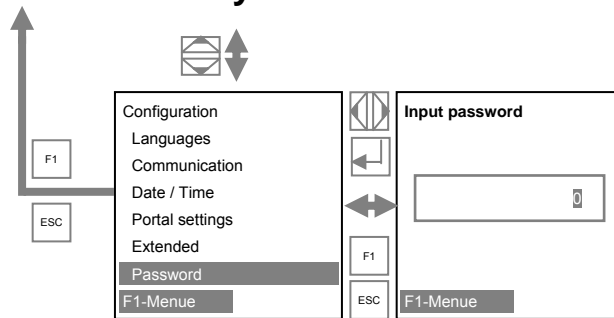 F1
ESC
Configuration
Languages
Communication
Date / Time
Portal settings
Extended
Password
F1-Menue
F1
ESC
Input password
0
F1-Menue